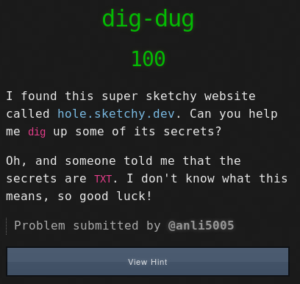 dig-dug
100
I found this super sketchy website
called hole.sketchy.dev. Can you help
me dig up some of its secrets?
Oh, and someone told me that the
secrets are TXT. I don't know what this
means, so good luck!
Problem submitted by @anli5005
View Hint